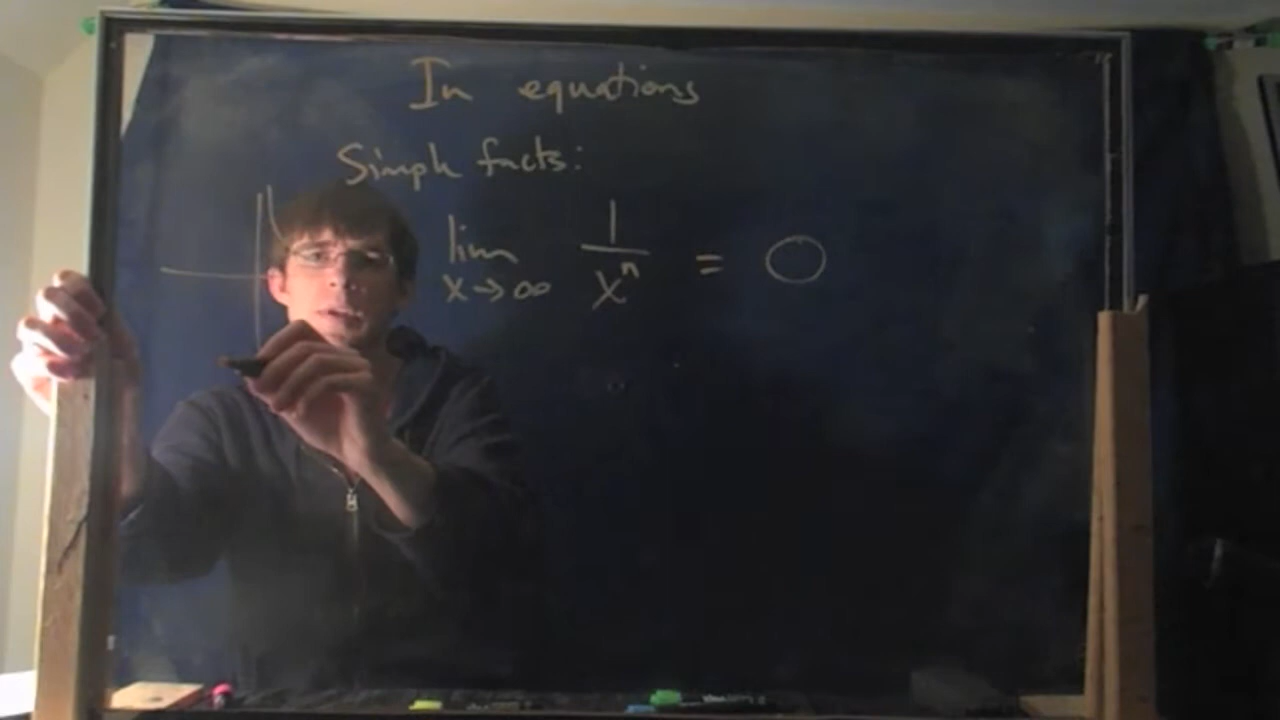 In equations
Simple facts:
lim x→∞ 1/xⁿ = 0